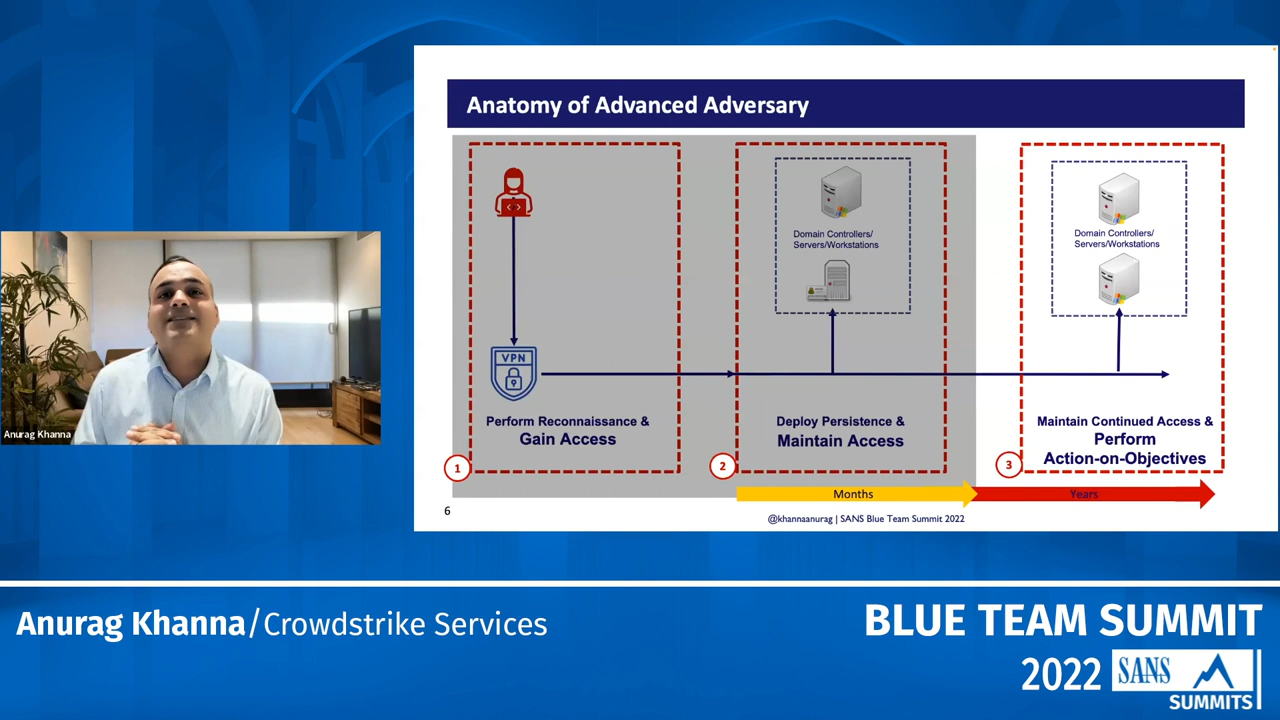 Anatomy of Advanced Adversary
Domain Controllers/
Servers/Workstations
Domain Controllers/
Servers/Workstations
VPN
Perform Reconnaissance &
Gain Access
Deploy Persistence &
Maintain Access
Maintain Continued Access &
Perform
Action-on-Objectives
1
2
3
Months
Years
6
@khannaanurag | SANS Blue Team Summit 2022
Anurag Khanna
Anurag Khanna/Crowdstrike Services
BLUE TEAM SUMMIT
2022 SANS
SUMMITS